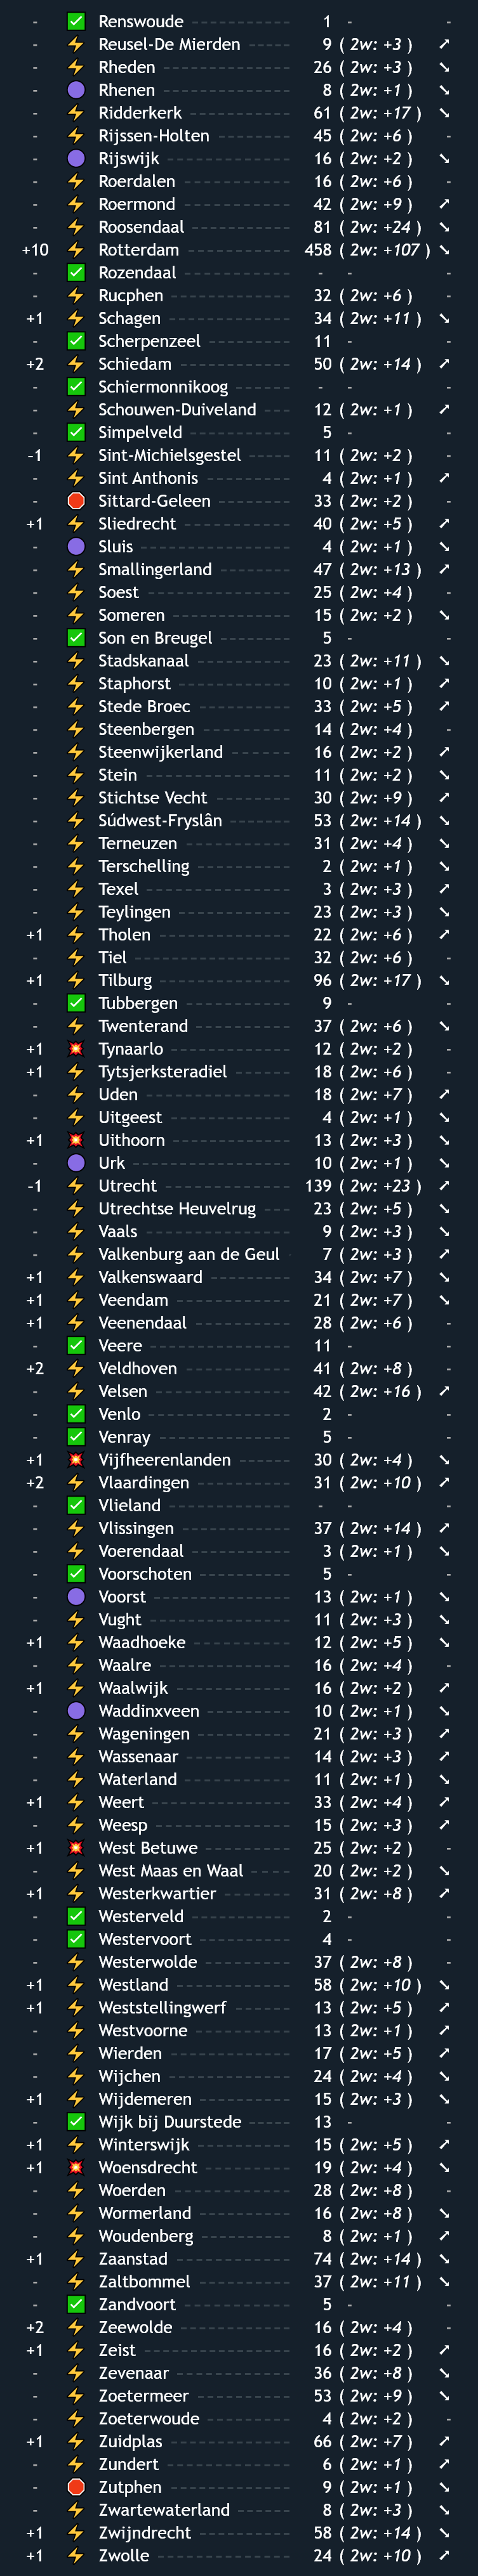 - Renswoude 1 - -
- Reusel-De Mierden 9 ( 2w: +3 ) ↗
- Rheden 26 ( 2w: +3 ) ↘
- Rhenen 8 ( 2w: +1 ) ↘
- Ridderkerk 61 ( 2w: +17 ) ↘
- Rijssen-Holten 45 ( 2w: +6 ) -
- Rijswijk 16 ( 2w: +2 ) ↘
- Roerdalen 16 ( 2w: +6 ) -
- Roermond 42 ( 2w: +9 ) ↗
- Roosendaal 81 ( 2w: +24 ) ↘
+10 Rotterdam 458 ( 2w: +107 ) ↘
- Rozendaal - - -
- Rucphen 32 ( 2w: +6 ) -
+1 Schagen 34 ( 2w: +11 ) ↘
- Scherpenzeel 11 - -
+2 Schiedam 50 ( 2w: +14 ) ↗
- Schiermonnikoog - - -
- Schouwen-Duiveland 12 ( 2w: +1 ) ↗
- Simpelveld 5 - -
-1 Sint-Michielsgestel 11 ( 2w: +2 ) -
- Sint Anthonis 4 ( 2w: +1 ) ↗
- Sittard-Geleen 33 ( 2w: +2 ) -
+1 Sliedrecht 40 ( 2w: +5 ) ↗
- Sluis 4 ( 2w: +1 ) ↘
- Smallingerland 47 ( 2w: +13 ) ↗
- Soest 25 ( 2w: +4 ) -
- Someren 15 ( 2w: +2 ) ↘
- Son en Breugel 5 - -
- Stadskanaal 23 ( 2w: +11 ) ↘
- Staphorst 10 ( 2w: +1 ) ↗
- Stede Broec 33 ( 2w: +5 ) ↗
- Steenbergen 14 ( 2w: +4 ) -
- Steenwijkerland 16 ( 2w: +2 ) ↗
- Stein 11 ( 2w: +2 ) ↘
- Stichtse Vecht 30 ( 2w: +9 ) ↗
- Súdwest-Fryslân 53 ( 2w: +14 ) ↘
- Terneuzen 31 ( 2w: +4 ) ↘
- Terschelling 2 ( 2w: +1 ) ↘
- Texel 3 ( 2w: +3 ) ↗
- Teylingen 23 ( 2w: +3 ) ↘
+1 Tholen 22 ( 2w: +6 ) ↗
- Tiel 32 ( 2w: +6 ) -
+1 Tilburg 96 ( 2w: +17 ) ↘
- Tubbergen 9 - -
- Twenterand 37 ( 2w: +6 ) ↘
+1 Tynaarlo 12 ( 2w: +2 ) -
+1 Tytsjerksteradiel 18 ( 2w: +6 ) -
- Uden 18 ( 2w: +7 ) ↗
- Uitgeest 4 ( 2w: +1 ) ↘
+1 Uithoorn 13 ( 2w: +3 ) ↘
- Urk 10 ( 2w: +1 ) ↘
-1 Utrecht 139 ( 2w: +23 ) ↗
- Utrechtse Heuvelrug 23 ( 2w: +5 ) ↘
- Vaals 9 ( 2w: +3 ) ↘
- Valkenburg aan de Geul 7 ( 2w: +3 ) ↗
+1 Valkenswaard 34 ( 2w: +7 ) ↘
+1 Veendam 21 ( 2w: +7 ) ↘
+1 Veenendaal 28 ( 2w: +6 ) -
- Veere 11 - -
+2 Veldhoven 41 ( 2w: +8 ) -
- Velsen 42 ( 2w: +16 ) ↗
- Venlo 2 - -
- Venray 5 - -
+1 Vijfheerenlanden 30 ( 2w: +4 ) ↘
+2 Vlaardingen 31 ( 2w: +10 ) ↗
- Vlieland - - -
- Vlissingen 37 ( 2w: +14 ) ↗
- Voerendaal 3 ( 2w: +1 ) ↘
- Voorschoten 5 - -
- Voorst 13 ( 2w: +1 ) ↘
- Vught 11 ( 2w: +3 ) ↘
+1 Waadhoeke 12 ( 2w: +5 ) ↘
- Waalre 16 ( 2w: +4 ) -
+1 Waalwijk 16 ( 2w: +2 ) ↗
- Waddinxveen 10 ( 2w: +1 ) ↘
- Wageningen 21 ( 2w: +3 ) ↗
- Wassenaar 14 ( 2w: +3 ) ↗
- Waterland 11 ( 2w: +1 ) ↘
+1 Weert 33 ( 2w: +4 ) ↗
- Weesp 15 ( 2w: +3 ) ↗
+1 West Betuwe 25 ( 2w: +2 ) -
- West Maas en Waal 20 ( 2w: +2 ) ↘
+1 Westerkwartier 31 ( 2w: +8 ) ↗
- Westerveld 2 - -
- Westervoort 4 - -
- Westerwolde 37 ( 2w: +8 ) -
+1 Westland 58 ( 2w: +10 ) ↘
+1 Weststellingwerf 13 ( 2w: +5 ) ↗
- Westvoorne 13 ( 2w: +1 ) ↗
- Wierden 17 ( 2w: +5 ) ↗
- Wijchen 24 ( 2w: +4 ) ↘
+1 Wijdemeren 15 ( 2w: +3 ) ↘
- Wijk bij Duurstede 13 - -
+1 Winterswijk 15 ( 2w: +5 ) ↗
+1 Woensdrecht 19 ( 2w: +4 ) ↘
- Woerden 28 ( 2w: +8 ) -
- Wormerland 16 ( 2w: +8 ) ↘
- Woudenberg 8 ( 2w: +1 ) ↗
+1 Zaanstad 74 ( 2w: +14 ) ↘
- Zaltbommel 37 ( 2w: +11 ) ↘
- Zandvoort 5 - -
+2 Zeewolde 16 ( 2w: +4 ) -
+1 Zeist 16 ( 2w: +2 ) ↗
- Zevenaar 36 ( 2w: +8 ) ↘
- Zoetermeer 53 ( 2w: +9 ) ↘
- Zoeterwoude 4 ( 2w: +2 ) -
+1 Zuidplas 66 ( 2w: +7 ) ↗
- Zundert 6 ( 2w: +1 ) ↗
- Zutphen 9 ( 2w: +1 ) ↘
- Zwartewaterland 8 ( 2w: +3 ) ↘
+1 Zwijndrecht 58 ( 2w: +14 ) ↘
+1 Zwolle 24 ( 2w: +10 ) ↗